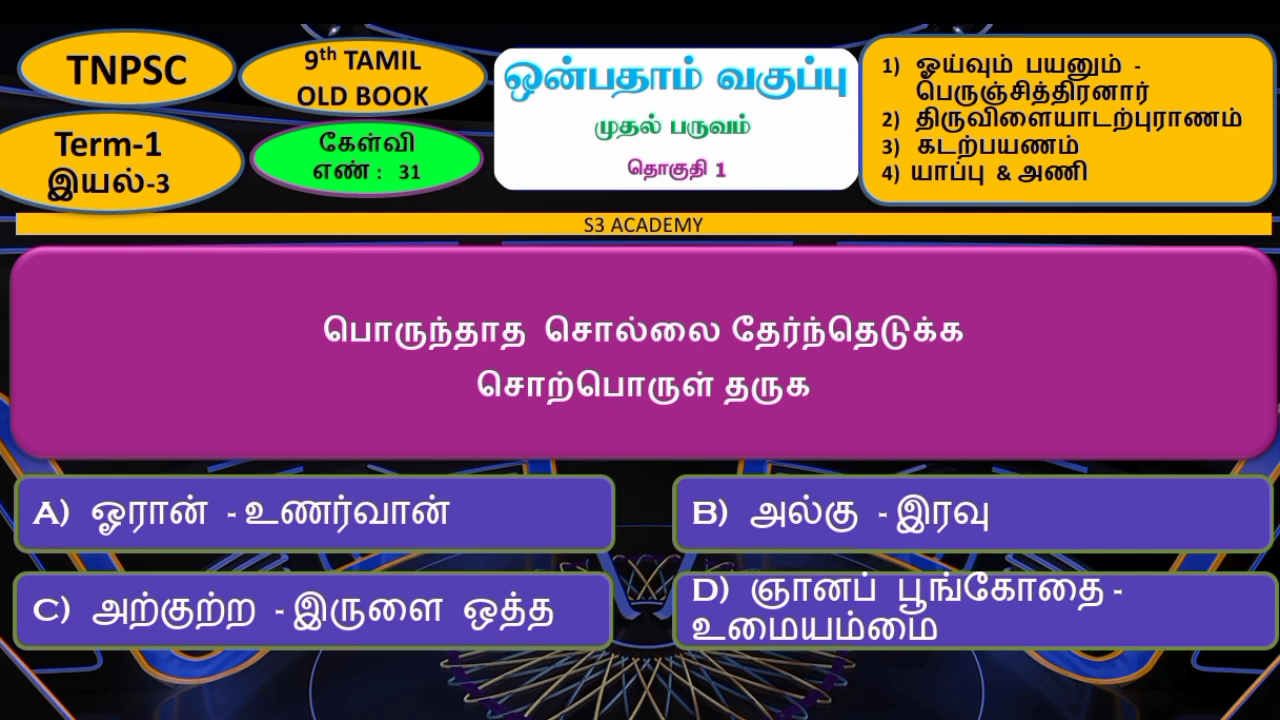 TNPSC
9th TAMIL
OLD BOOK
Term-1
இயல்-3
கேள்வி
எண் : 31
ஒன்பதாம் வகுப்பு
முதல் பருவம்
தொகுதி 1
1) ஓய்வும் பயனும் -
பெருஞ்சித்திரனார்
2) திருவிளையாடற்புராணம்
3) கடற்பயணம்
4) யாப்பு & அணி
S3 ACADEMY
பொருந்தாத சொல்லை தேர்ந்தெடுக்க
சொற்பொருள் தருக
A) ஓரான் - உணர்வான்
B) அல்கு - இரவு
C) அற்குற்ற - இருளை ஒத்த
D) ஞானப் பூங்கோதை -
உமையம்மை